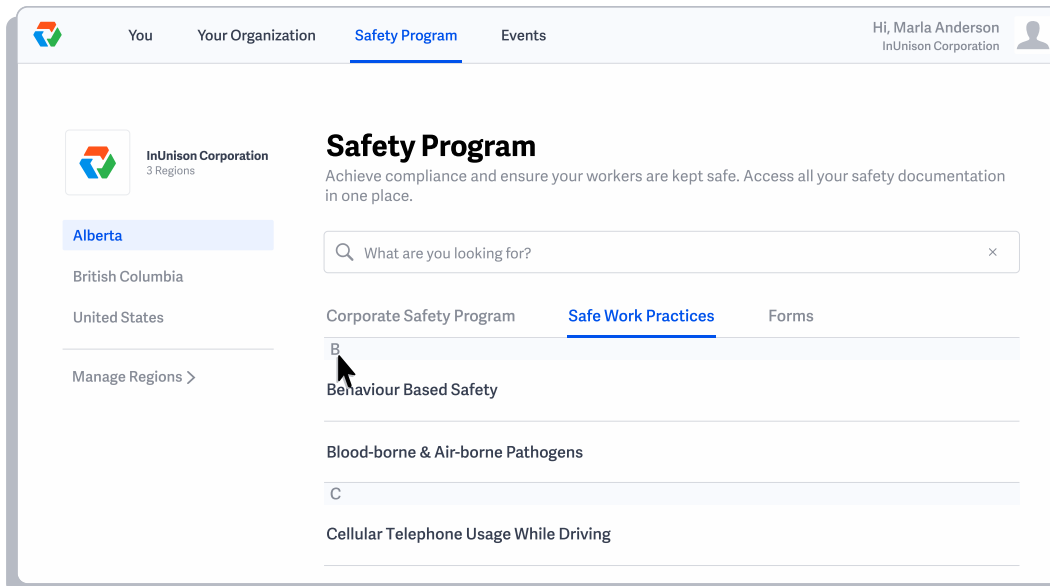 You
Your Organization
Safety Program
Events
Hi, Marla Anderson
InUnison Corporation
InUnison Corporation
3 Regions
Alberta
British Columbia
United States
Manage Regions
Safety Program
Achieve compliance and ensure your workers are kept safe. Access all your safety documentation
in one place.
What are you looking for?
Corporate Safety Program
Safe Work Practices
Forms
B
Behaviour Based Safety
Blood-borne & Air-borne Pathogens
C
Cellular Telephone Usage While Driving